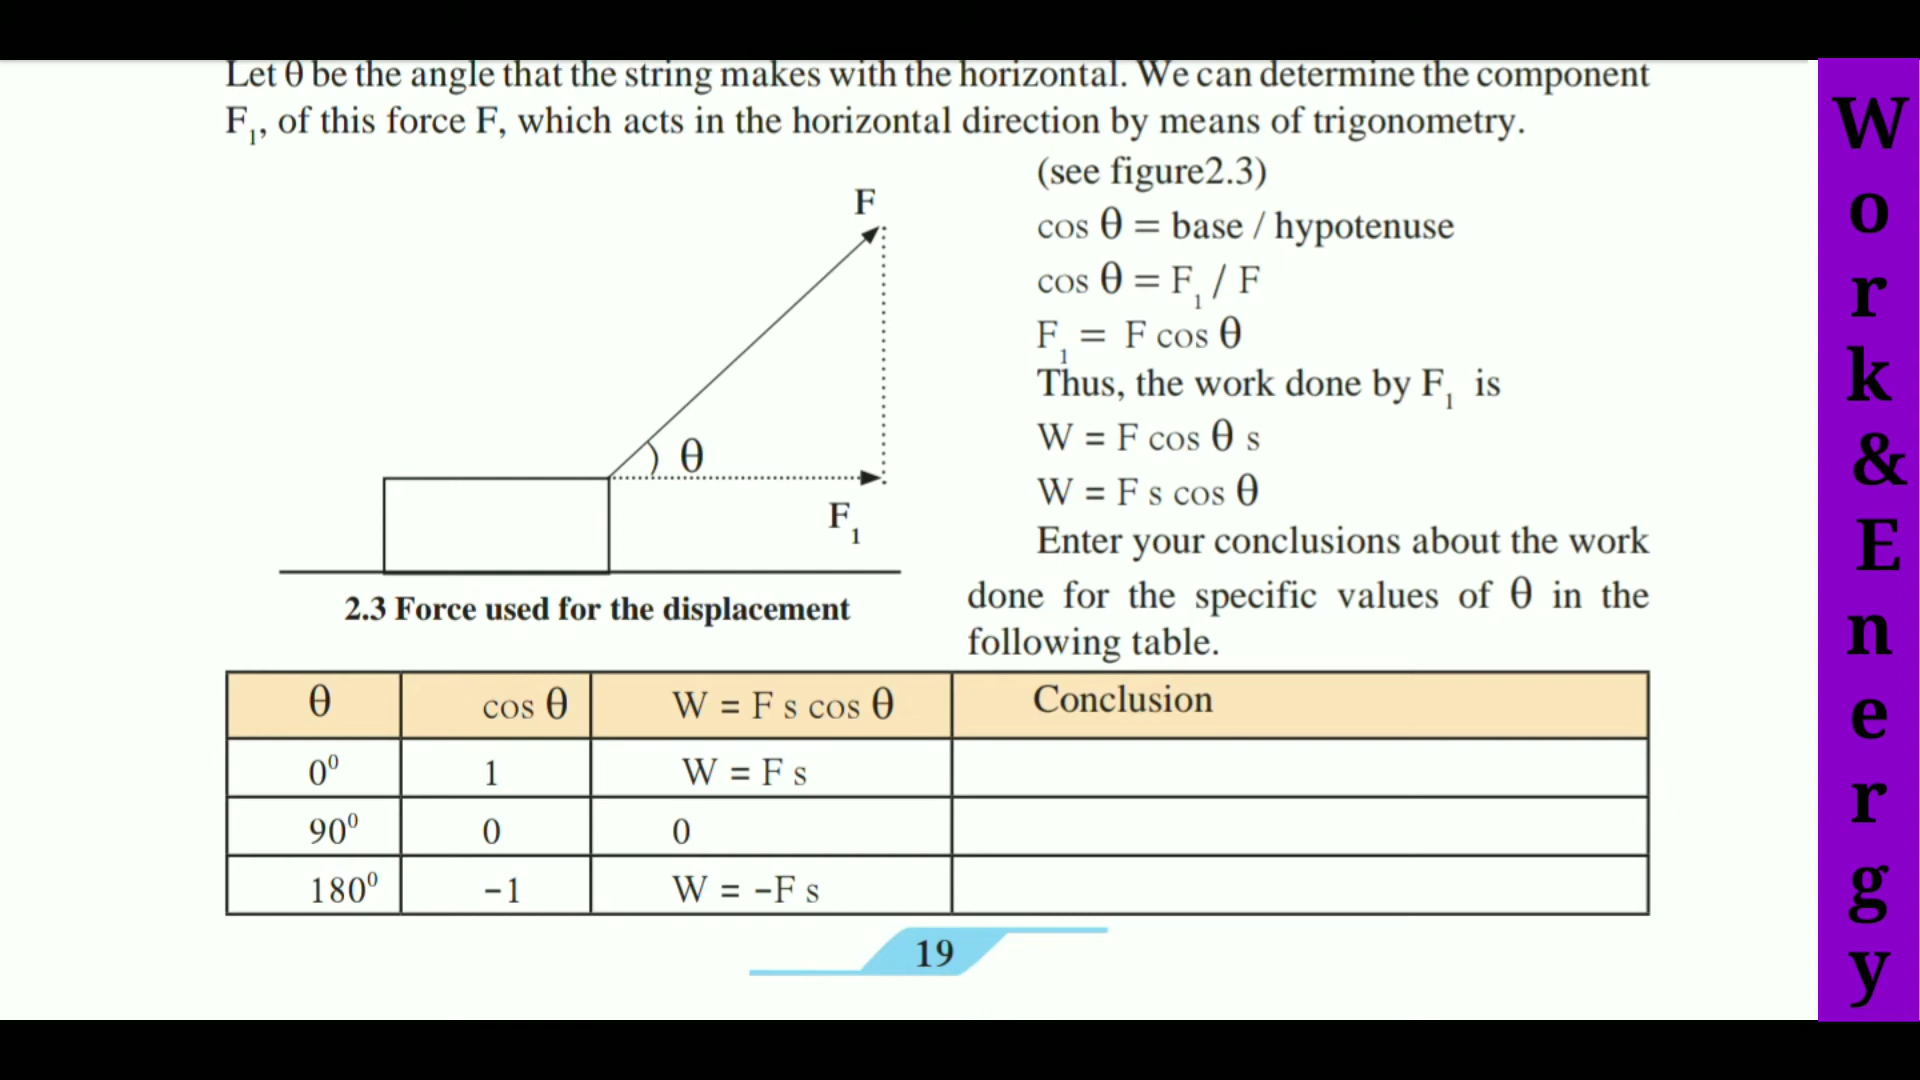 Let θ be the angle that the string makes with the horizontal. We can determine the component
F₁, of this force F, which acts in the horizontal direction by means of trigonometry.
(see figure2.3)
cos θ = base / hypotenuse
cos θ = F₁ / F
F₁ = F cos θ
Thus, the work done by F₁ is
W = F cos θ s
W = F s cos θ
Enter your conclusions about the work
done for the specific values of θ in the
following table.
F
θ
F₁
2.3 Force used for the displacement
θ cos θ W = F s cos θ Conclusion
0⁰ 1 W = F s
90⁰ 0 0
180⁰ −1 W = −F s
19
W
o
r
k
&
E
n
e
r
g
y